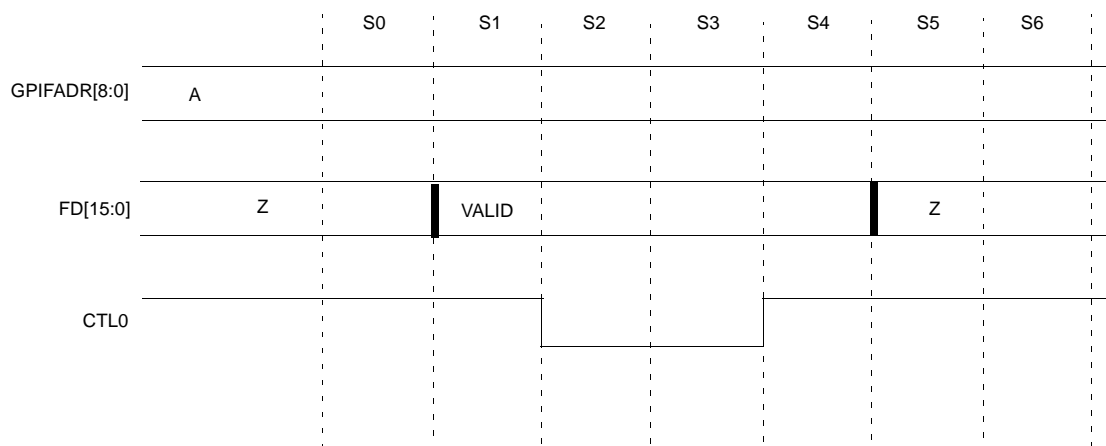 S0 S1 S2 S3 S4 S5 S6
GPIFADR[8:0] A
FD[15:0] Z VALID Z
CTL0